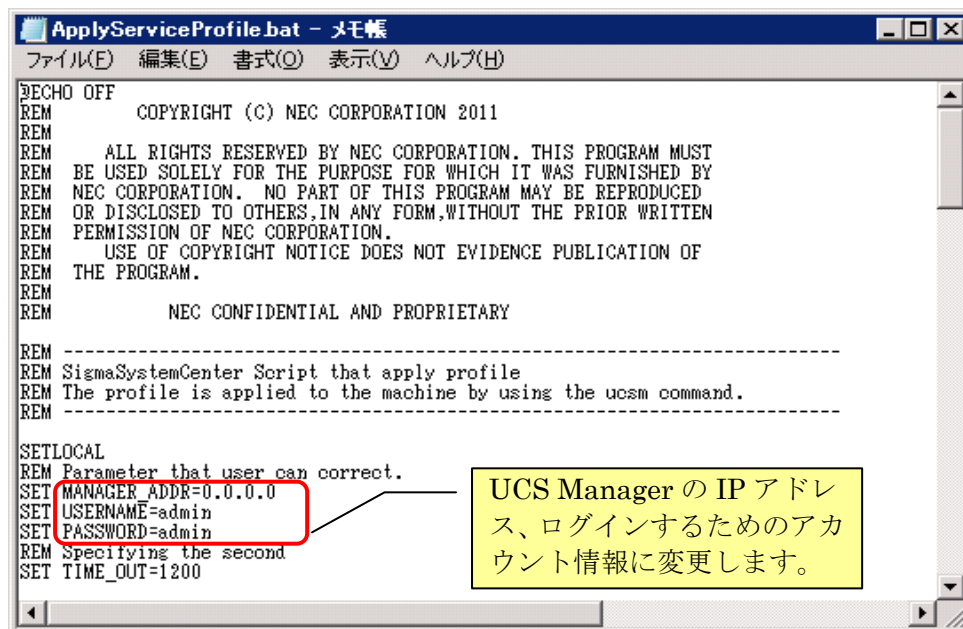 ApplyServiceProfile.bat - メモ帳
ファイル(F) 編集(E) 書式(O) 表示(V) ヘルプ(H)
@ECHO OFF
REM COPYRIGHT (C) NEC CORPORATION 2011
REM
REM ALL RIGHTS RESERVED BY NEC CORPORATION. THIS PROGRAM MUST
REM BE USED SOLELY FOR THE PURPOSE FOR WHICH IT WAS FURNISHED BY
REM NEC CORPORATION. NO PART OF THIS PROGRAM MAY BE REPRODUCED
REM OR DISCLOSED TO OTHERS,IN ANY FORM,WITHOUT THE PRIOR WRITTEN
REM PERMISSION OF NEC CORPORATION.
REM USE OF COPYRIGHT NOTICE DOES NOT EVIDENCE PUBLICATION OF
REM THE PROGRAM.
REM
REM NEC CONFIDENTIAL AND PROPRIETARY
REM -------------------------------------------------------------------------
REM SigmaSystemCenter Script that apply profile
REM The profile is applied to the machine by using the ucsm command.
REM -------------------------------------------------------------------------
SETLOCAL
REM Parameter that user can correct.
SET MANAGER_ADDR=0.0.0.0
SET USERNAME=admin
SET PASSWORD=admin
REM Specifying the second
SET TIME_OUT=1200
UCS Manager の IP アドレ
ス、ログインするためのアカ
ウント情報に変更します。